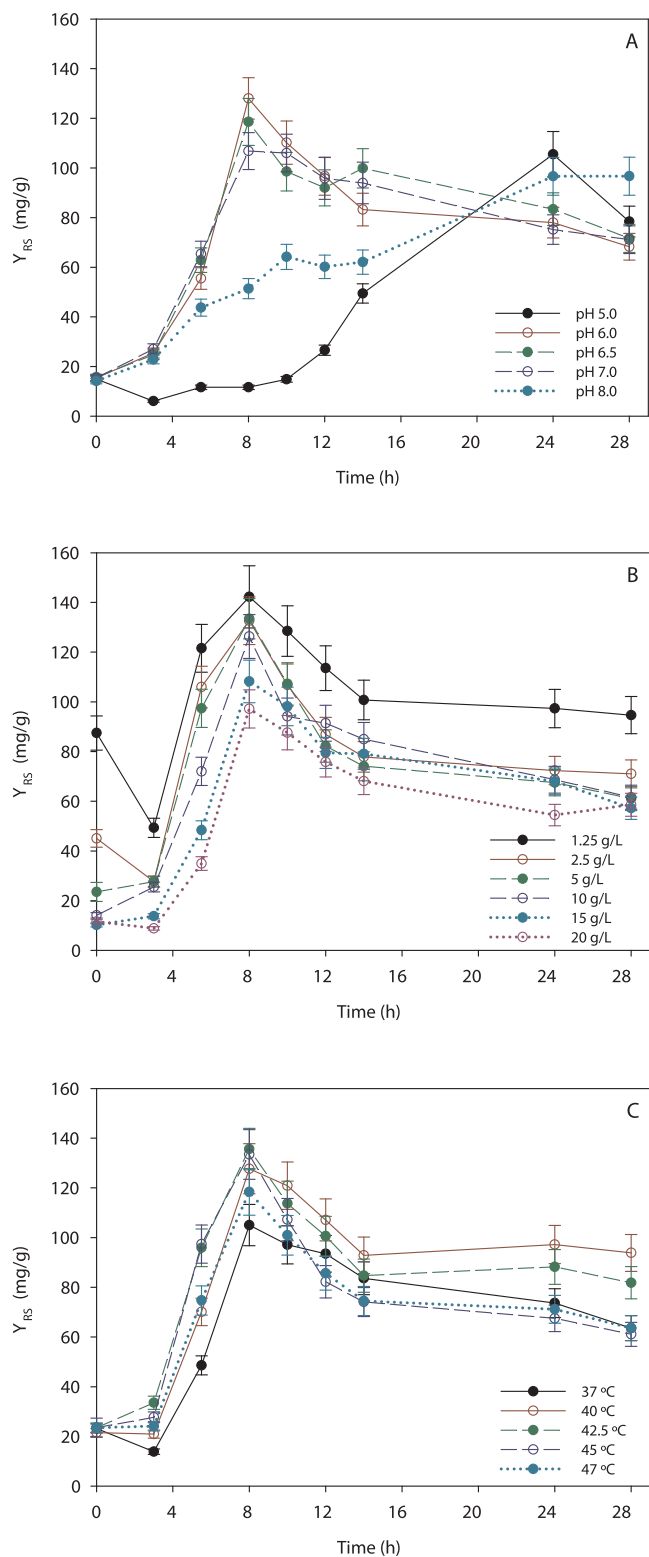 A
160
140
120
100
80
60
40
20
0
Y RS (mg/g)
0 4 8 12 16 20 24 28
Time (h)
pH 5.0
pH 6.0
pH 6.5
pH 7.0
pH 8.0
B
160
140
120
100
80
60
40
20
0
Y RS (mg/g)
0 4 8 12 16 20 24 28
Time (h)
1.25 g/L
2.5 g/L
5 g/L
10 g/L
15 g/L
20 g/L
C
160
140
120
100
80
60
40
20
0
Y RS (mg/g)
0 4 8 12 16 20 24 28
Time (h)
37 ºC
40 ºC
42.5 ºC
45 ºC
47 ºC